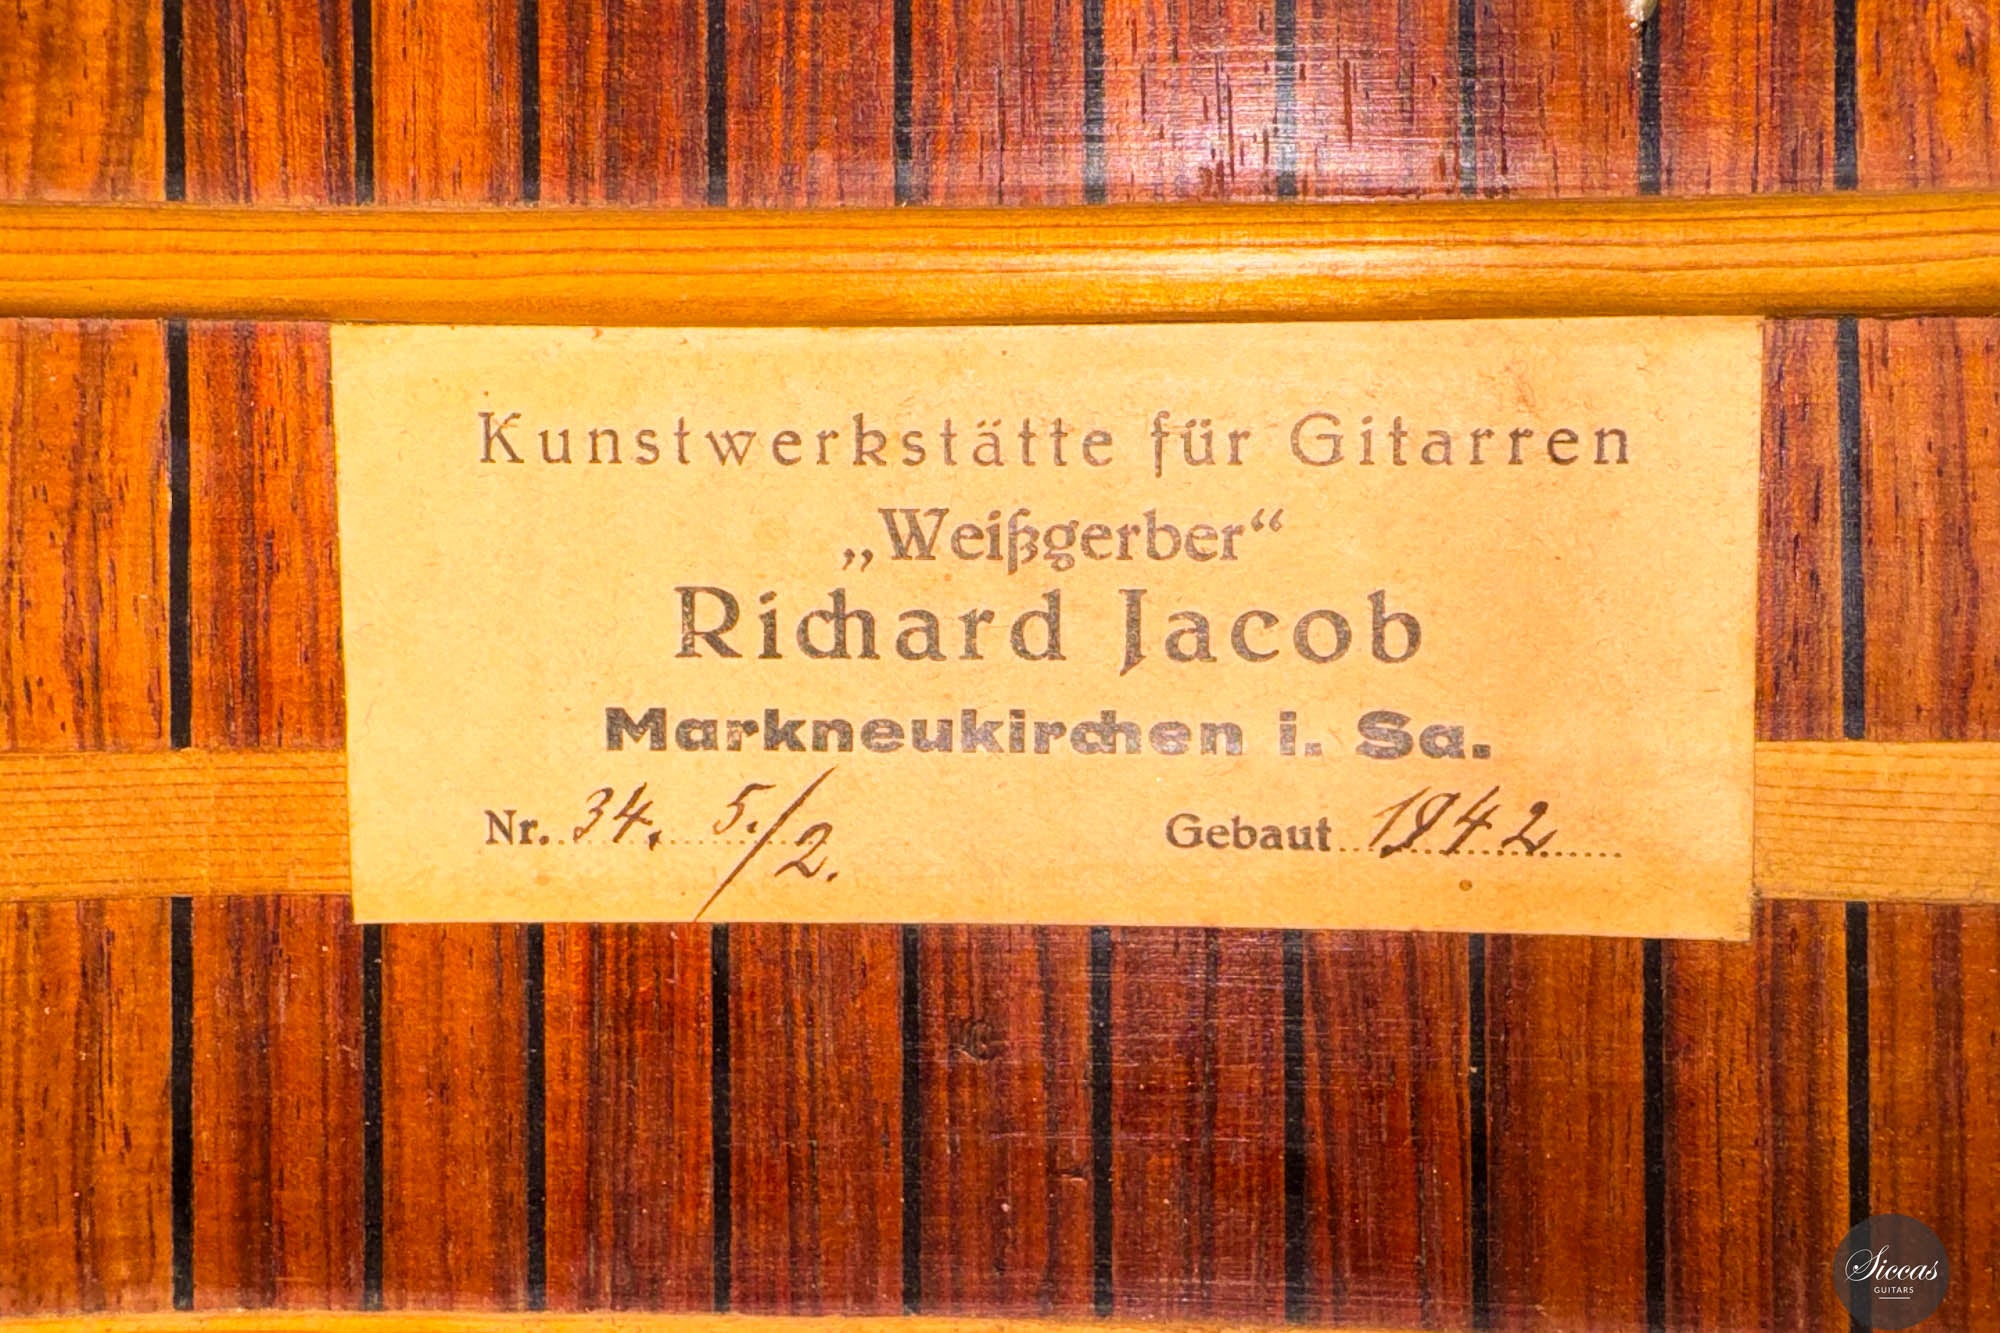 Kunstwerkstätte für Gitarren
„Weißgerber“
Richard Jacob
Markneukirchen i. Sa.
Nr. 34. 5./2. Gebaut 1942
Siccas
GUITARS